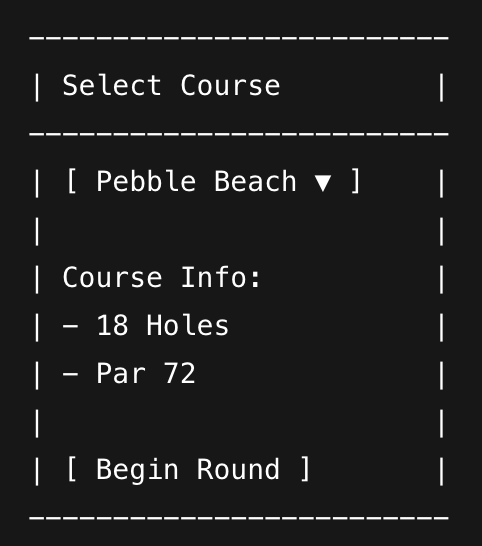 -------------------------
| Select Course         |
-------------------------
| [ Pebble Beach ▼ ]    |
|                       |
| Course Info:          |
| - 18 Holes            |
| - Par 72              |
|                       |
| [ Begin Round ]       |
-------------------------